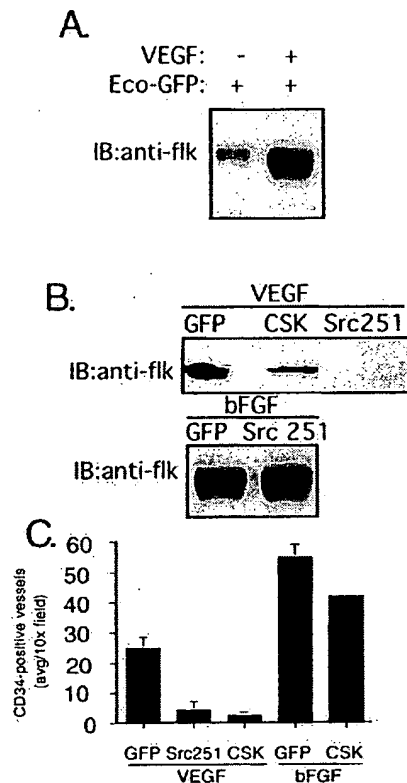 A.
VEGF: - +
Eco-GFP: + +
IB:anti-flk
B.
VEGF
GFP CSK Src251
IB:anti-flk
bFGF
GFP Src 251
IB:anti-flk
C.
CD34-positive vessels
(avg/10x field)
60
50
40
30
20
10
0
GFP Src251 CSK GFP CSK
VEGF bFGF